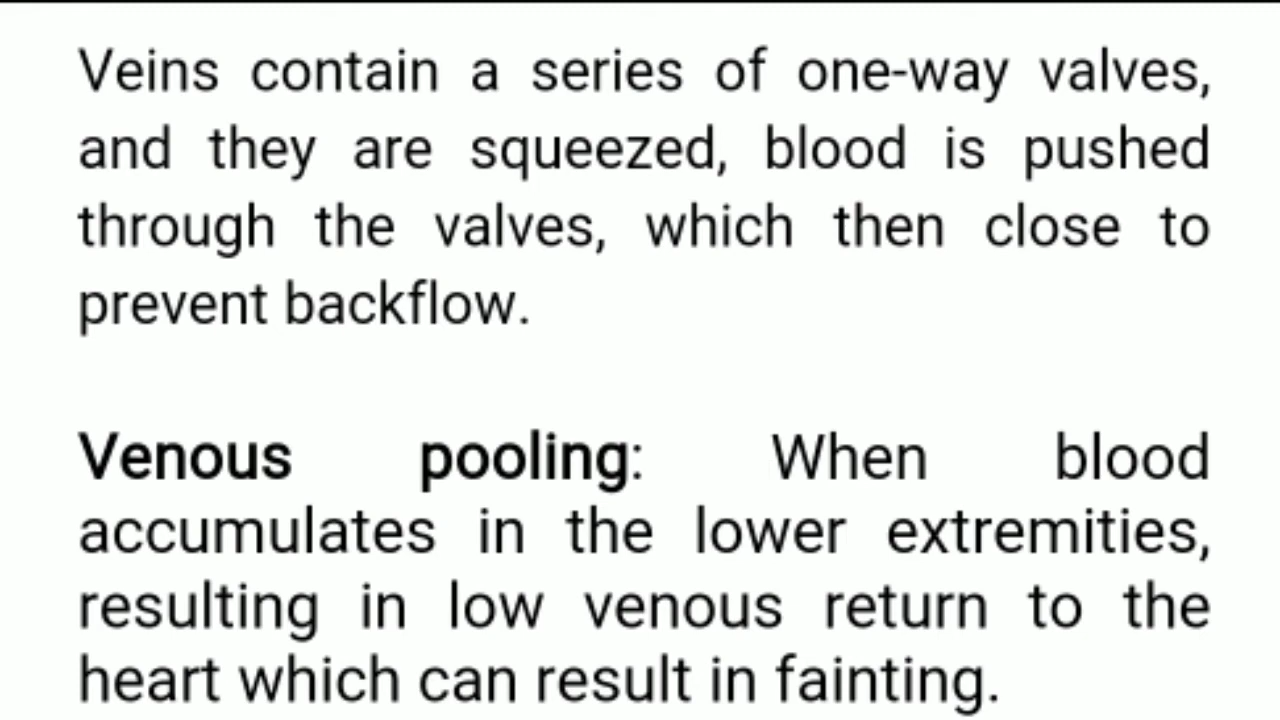 Veins contain a series of one-way valves,
and they are squeezed, blood is pushed
through the valves, which then close to
prevent backflow.
Venous pooling: When blood
accumulates in the lower extremities,
resulting in low venous return to the
heart which can result in fainting.